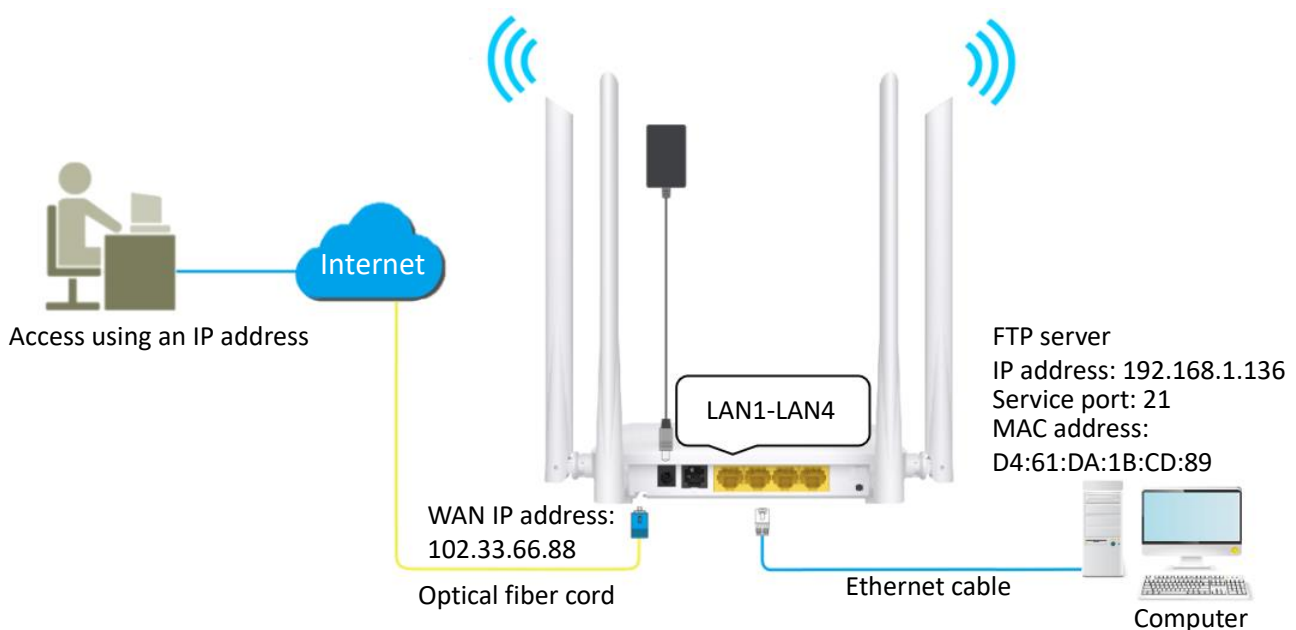 Internet
Access using an IP address
LAN1-LAN4
FTP server
IP address: 192.168.1.136
Service port: 21
MAC address:
D4:61:DA:1B:CD:89
WAN IP address:
102.33.66.88
Optical fiber cord
Ethernet cable
Computer